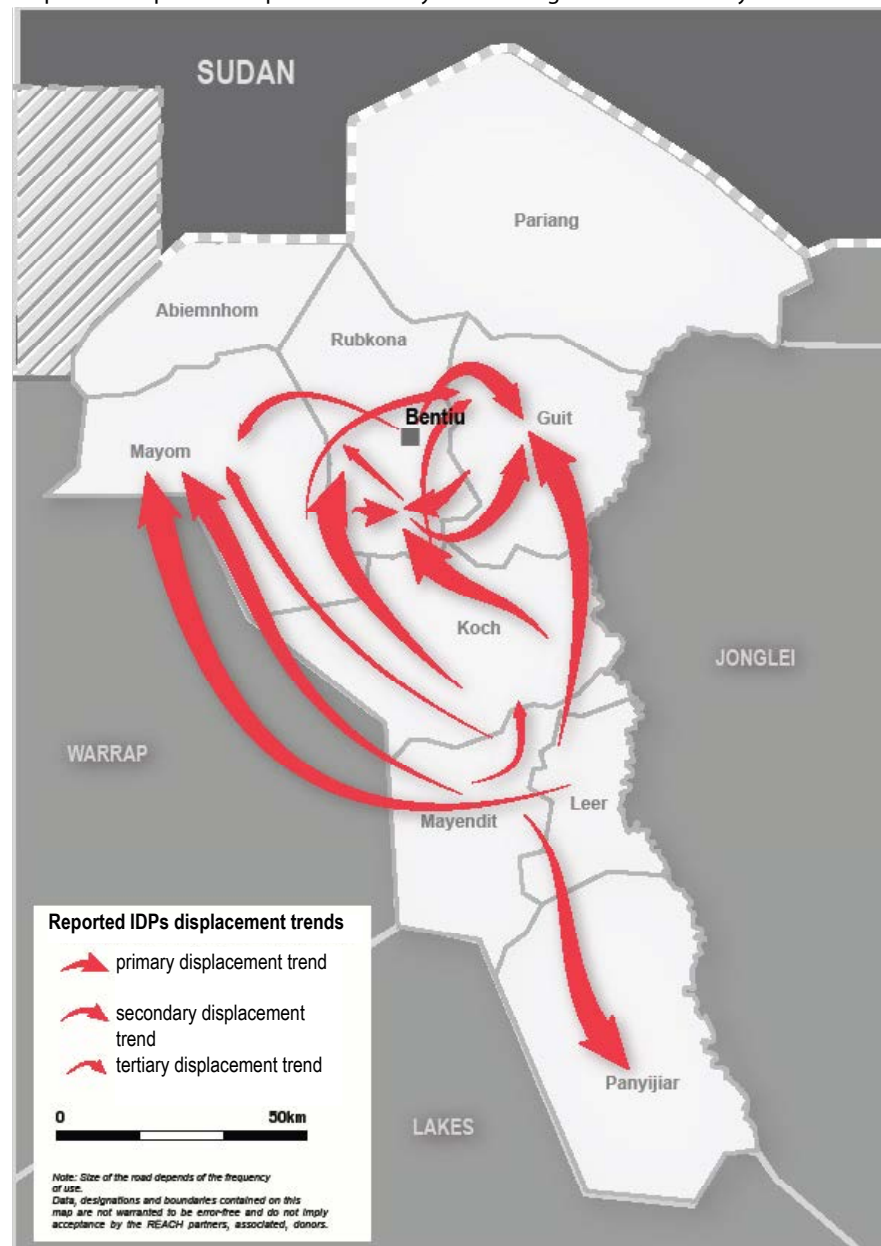 SUDAN
Pariang
Abiemnhom
Rubkona
Bentiu
Guit
Mayom
Koch
JONGLEI
WARRAP
Leer
Mayendit
Reported IDPs displacement trends
primary displacement trend
secondary displacement
trend
tertiary displacement trend
0 50km
Panyijiar
LAKES
Note: Size of the road depends of the frequency
of use.
Data, designations and boundaries contained on this
map are not warranted to be error-free and do not imply
acceptance by the REACH partners, associated, donors.